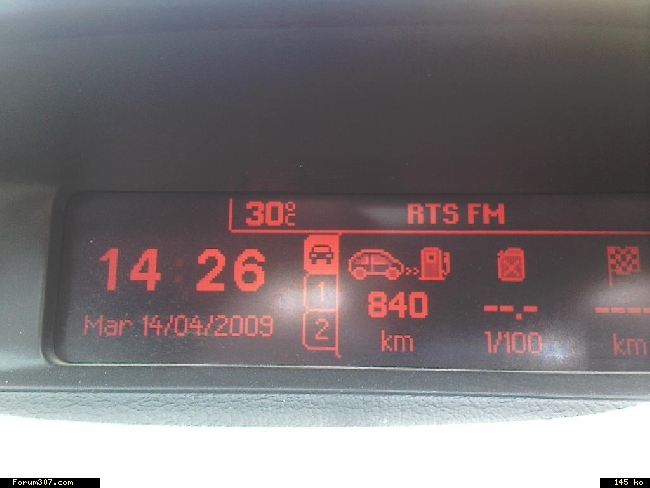 30°C RTS FM
14:26
1
840 --.- ----
Mar 14/04/2009
2
km 1/100 km
Forum307.com 145 ko